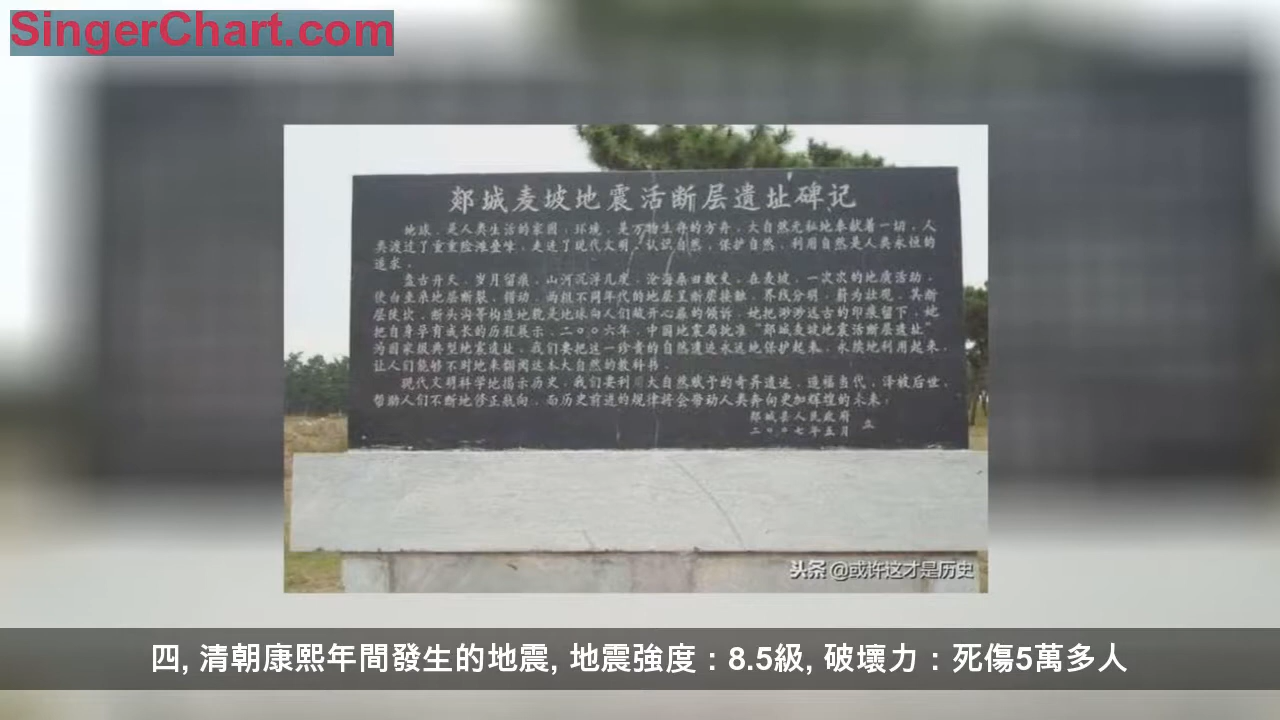 SingerChart.com
郯城麦坡地震活断层遗址碑记
地球，是人类生活的家园，环境，是万物生存的方舟，大自然无私地奉献着一切，人
类渡过了重重险滩叠峰，走进了现代文明，认识自然，保护自然，利用自然是人类永恒的
追求。
盘古开天，岁月留痕，山河沉浮几度，沧海桑田数变。在麦坡，一次次的地质活动，
使白垩系地层断裂、错动，两组不同年代的地层呈断层接触，界线分明，蔚为壮观，其断
层陡坎，断头沟等构造地貌是地球向人们敞开心扉的倾诉，她把渺渺远古的印痕留下，她
把自身孕育成长的历程展示，二〇〇六年，中国地震局批准“郯城麦坡地震活断层遗址”
为国家级典型地震遗址，我们要把这一珍贵的自然遗迹永远地保护起来，永续地利用起来，
让人们能够不时地来翻阅这本大自然的教科书。
现代文明科学地揭示历史，我们要利用大自然赋予的奇异遗迹，造福当代，泽被后世，
帮助人们不断地修正航向，而历史前进的规律将会带动人类奔向更加辉煌的未来。
郯城县人民政府
二〇〇七年五月 立
头条 @或许这才是历史
四, 清朝康熙年間發生的地震, 地震強度：8.5級, 破壞力：死傷5萬多人